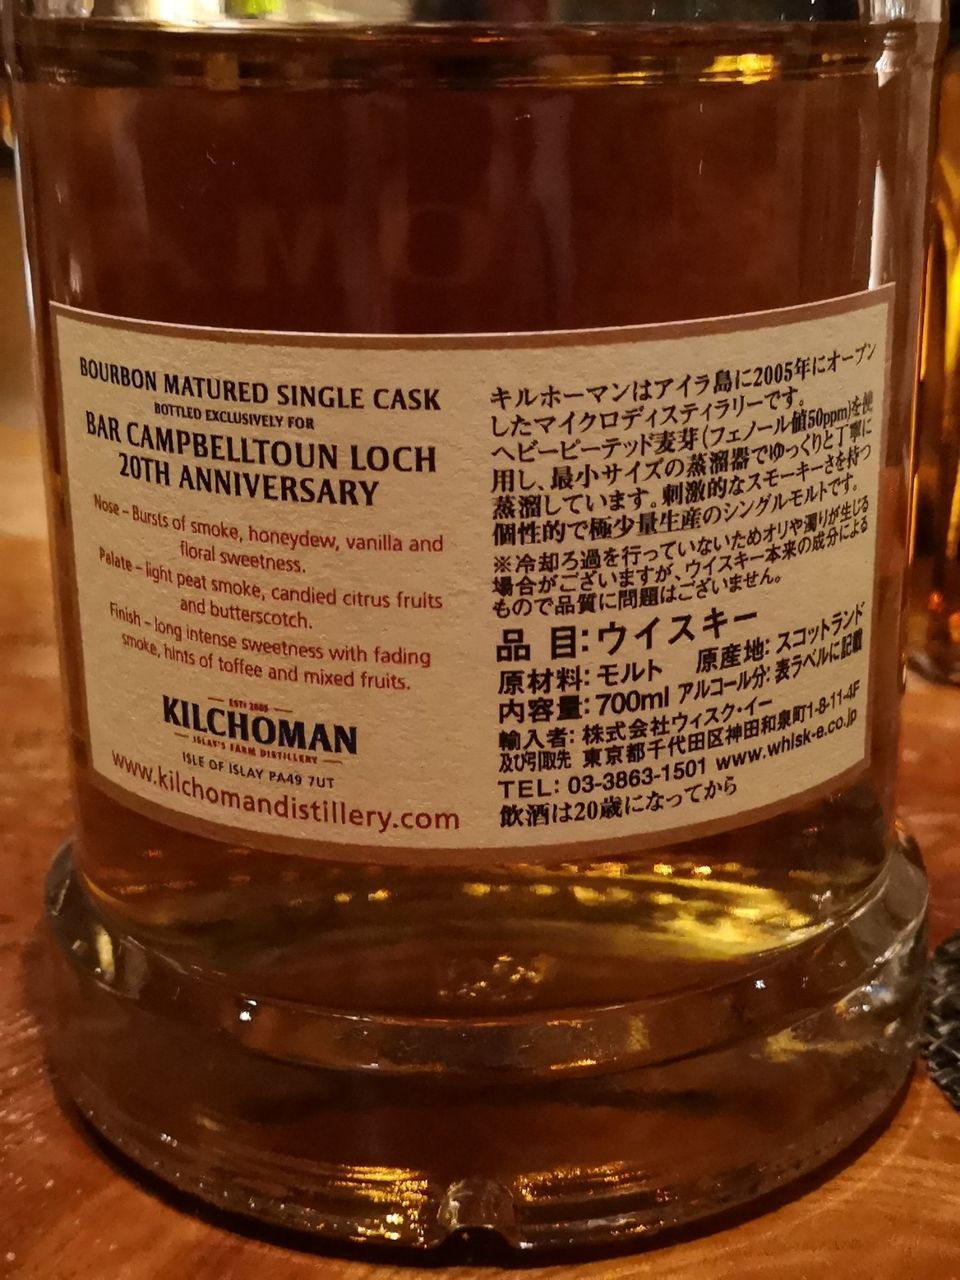 BOURBON MATURED SINGLE CASK
BOTTLED EXCLUSIVELY FOR
BAR CAMPBELLTOUN LOCH
20TH ANNIVERSARY
Nose – Bursts of smoke, honeydew, vanilla and
floral sweetness.
Palate – light peat smoke, candied citrus fruits
and butterscotch.
Finish – long intense sweetness with fading
smoke, hints of toffee and mixed fruits.
ESTD 2005
KILCHOMAN
ISLAY'S FARM DISTILLERY
ISLE OF ISLAY PA49 7UT
www.kilchomandistillery.com
キルホーマンはアイラ島に2005年にオープン
したマイクロディスティラリーです。
ヘビーピーテッド麦芽(フェノール値50ppm)を使
用し、最小サイズの蒸溜器でゆっくりと丁寧に
蒸溜しています。刺激的なスモーキーさを持つ
個性的で極少量生産のシングルモルトです。
※冷却ろ過を行っていないためオリや濁りが生じる
場合がございますが、ウイスキー本来の成分による
もので品質に問題はございません。
品 目:ウイスキー
原材料:モルト 原産地:スコットランド
内容量:700ml アルコール分:表ラベルに記載
輸入者:株式会社ウィスク・イー
及び引取先 東京都千代田区神田和泉町1-8-11-4F
TEL: 03-3863-1501 www.whisk-e.co.jp
飲酒は20歳になってから